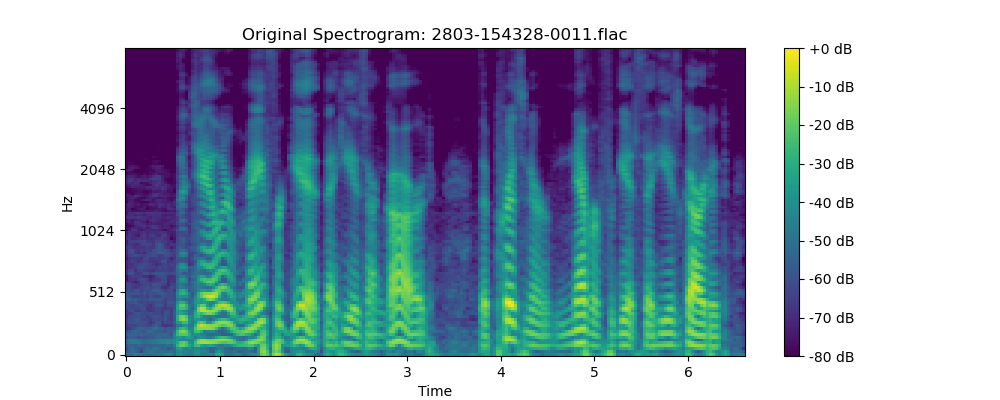 Original Spectrogram: 2803-154328-0011.flac
Hz
4096
2048
1024
512
0
0 1 2 3 4 5 6
Time
+0 dB
-10 dB
-20 dB
-30 dB
-40 dB
-50 dB
-60 dB
-70 dB
-80 dB